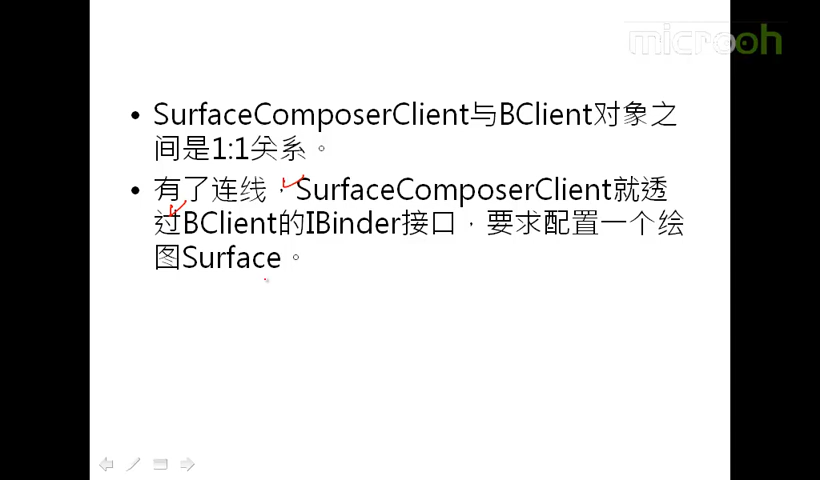 microoh
• SurfaceComposerClient与BClient对象之
间是1:1关系。
• 有了连线，SurfaceComposerClient就透
过BClient的IBinder接口，要求配置一个绘
图Surface。